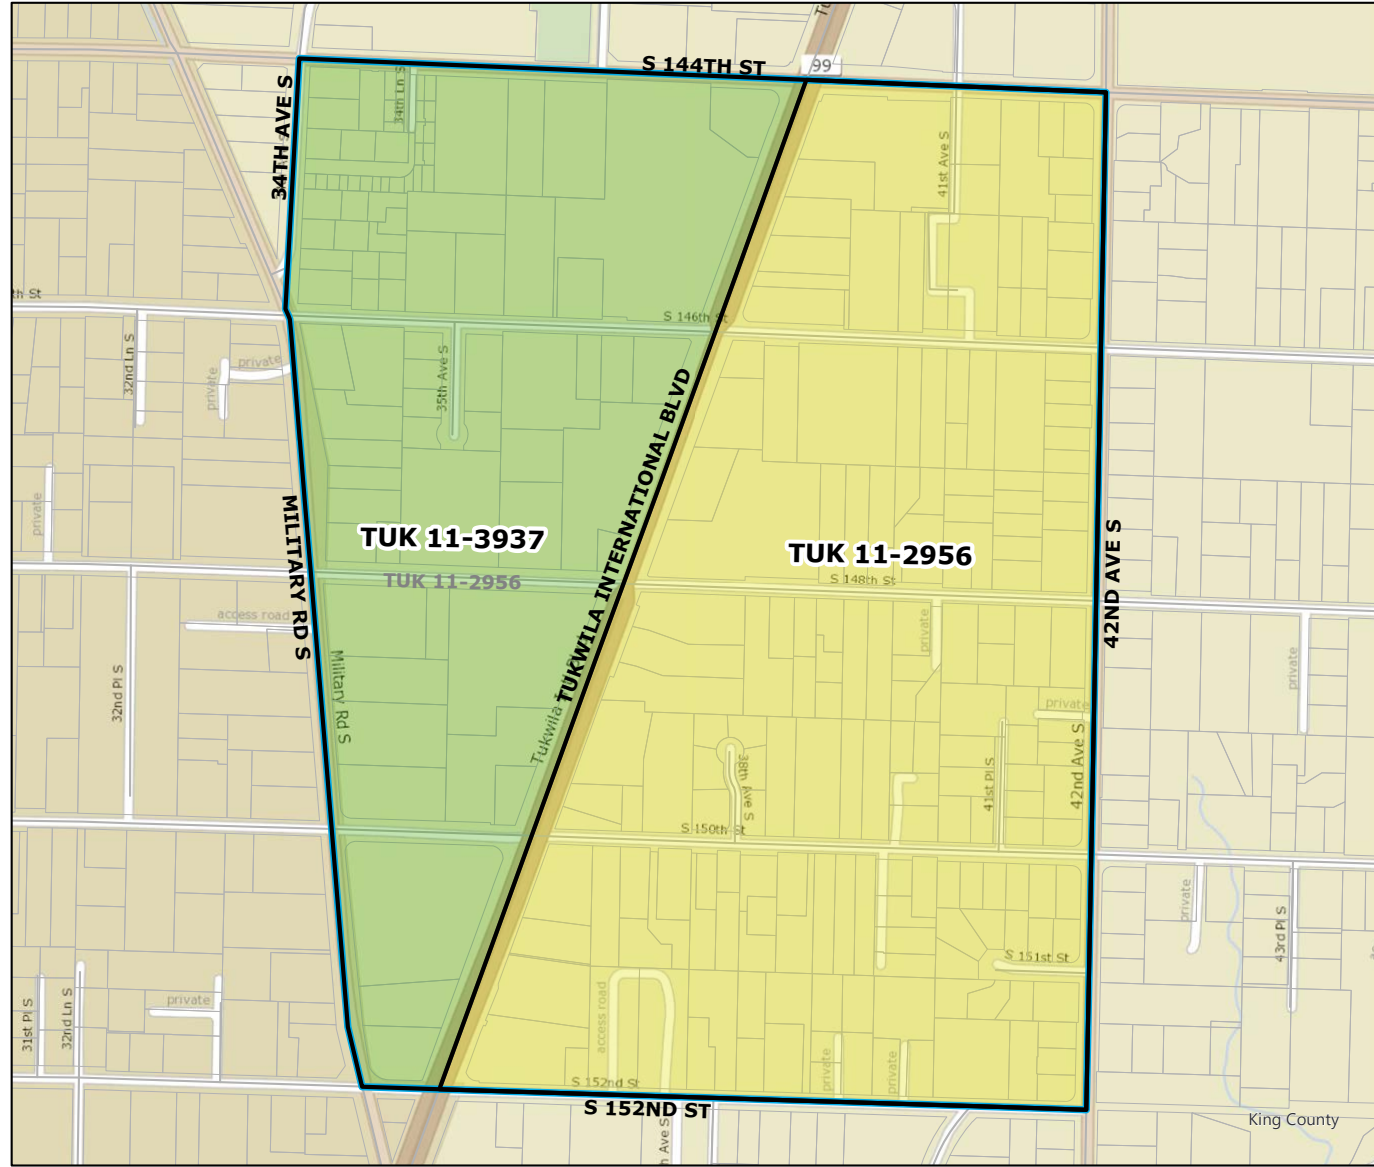 S 144TH ST
99
34TH AVE S
34th Ln S
41st Ave S
th St
S 146th St
32nd Ln S
private
private
35th Ave S
TUKWILA INTERNATIONAL BLVD
private
MILITARY RD S
TUK 11-3937
TUK 11-2956
TUK 11-2956
S 148th St
42ND AVE S
access road
private
private
32nd Pl S
Military Rd S
Tukwila
private
41st Pl S
42nd Ave S
38th Ave S
S 150th St
private
43rd Pl S
S 151st St
31st Pl S
32nd Ln S
private
access road
private
private
S 152nd St
S 152ND ST
h Ave S
King County